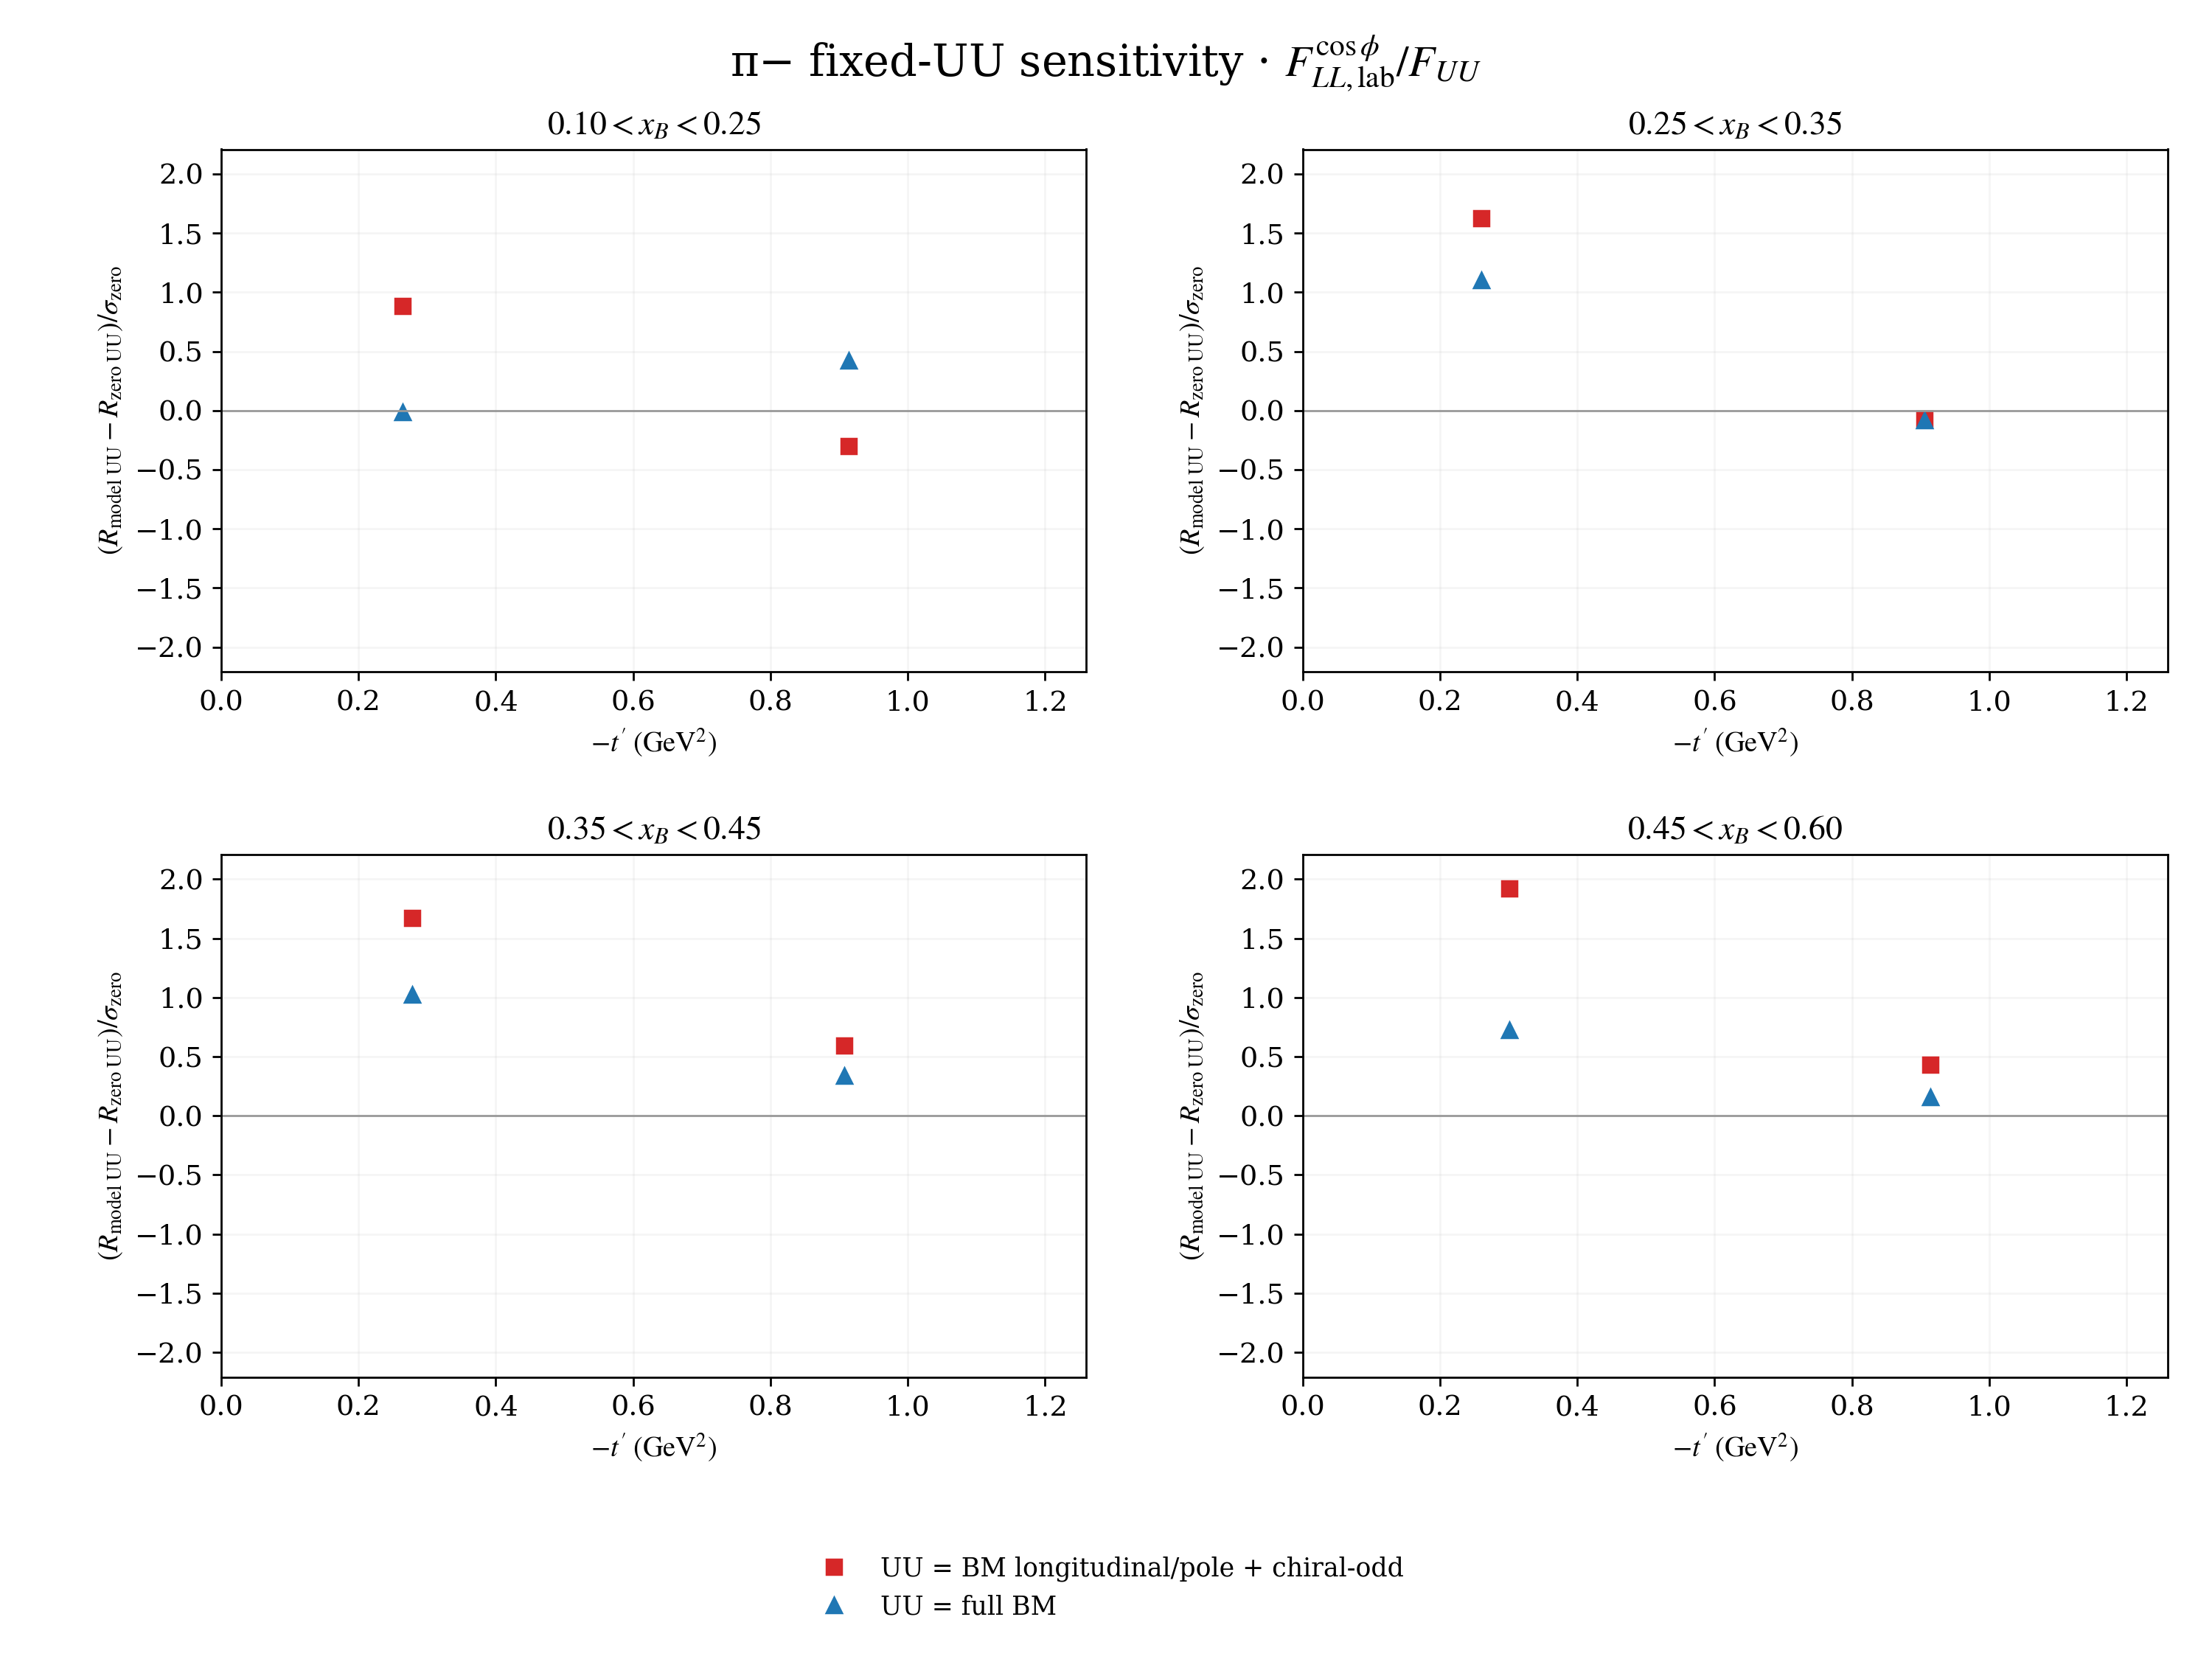 π− fixed-UU sensitivity · $F_{LL,\mathrm{lab}}^{\cos\phi}/F_{UU}$
0.10 < x_B < 0.25
2.0
1.5
1.0
0.5
0.0
−0.5
−1.0
−1.5
−2.0
(R_{model UU} − R_{zero UU})/σ_{zero}
0.0 0.2 0.4 0.6 0.8 1.0 1.2
−t′ (GeV²)
0.25 < x_B < 0.35
2.0
1.5
1.0
0.5
0.0
−0.5
−1.0
−1.5
−2.0
(R_{model UU} − R_{zero UU})/σ_{zero}
0.0 0.2 0.4 0.6 0.8 1.0 1.2
−t′ (GeV²)
0.35 < x_B < 0.45
2.0
1.5
1.0
0.5
0.0
−0.5
−1.0
−1.5
−2.0
(R_{model UU} − R_{zero UU})/σ_{zero}
0.0 0.2 0.4 0.6 0.8 1.0 1.2
−t′ (GeV²)
0.45 < x_B < 0.60
2.0
1.5
1.0
0.5
0.0
−0.5
−1.0
−1.5
−2.0
(R_{model UU} − R_{zero UU})/σ_{zero}
0.0 0.2 0.4 0.6 0.8 1.0 1.2
−t′ (GeV²)
UU = BM longitudinal/pole + chiral-odd
UU = full BM